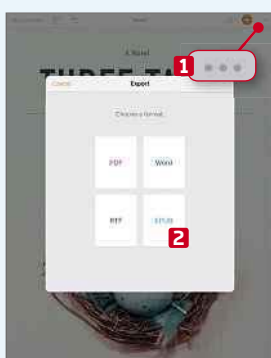 A Novel
1
Cancel
Export
Choose a format.
PDF
Word
RTF
EPUB
2